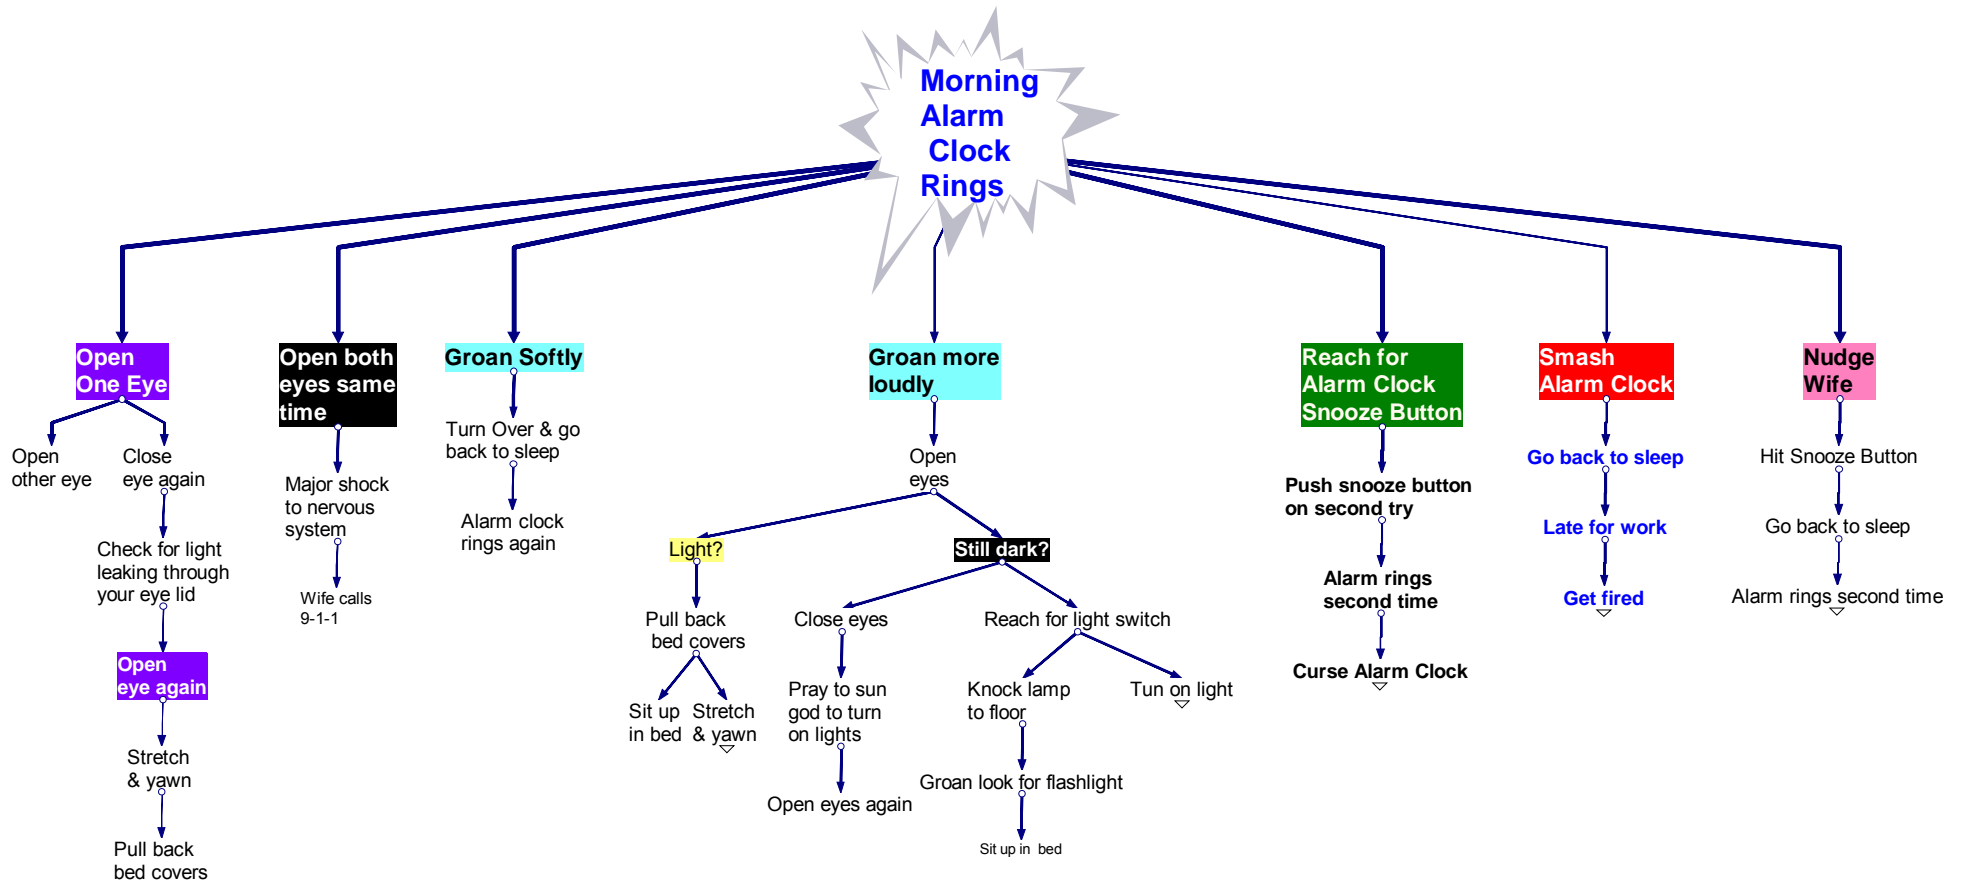 Morning
Alarm
Clock
Rings
Open
One Eye
Open
other eye
Close
eye again
Check for light
leaking through
your eye lid
Open
eye again
Stretch
& yawn
Pull back
bed covers
Open both
eyes same
time
Major shock
to nervous
system
Wife calls
9-1-1
Groan Softly
Turn Over & go
back to sleep
Alarm clock
rings again
Groan more
loudly
Open
eyes
Light?
Pull back
bed covers
Sit up
in bed
Stretch
& yawn
Still dark?
Close eyes
Pray to sun
god to turn
on lights
Open eyes again
Reach for light switch
Knock lamp
to floor
Groan look for flashlight
Sit up in bed
Tun on light
Reach for
Alarm Clock
Snooze Button
Push snooze button
on second try
Alarm rings
second time
Curse Alarm Clock
Smash
Alarm Clock
Go back to sleep
Late for work
Get fired
Nudge
Wife
Hit Snooze Button
Go back to sleep
Alarm rings second time